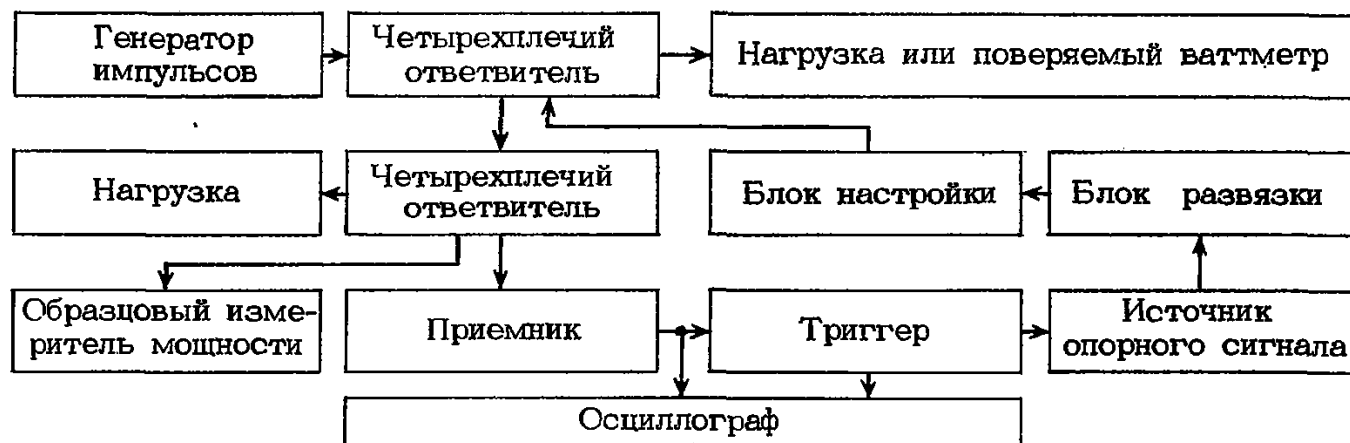 Генератор
импульсов
Четырехплечий
ответвитель
Нагрузка или поверяемый ваттметр
Нагрузка
Четырехплечий
ответвитель
Блок настройки
Блок развязки
Образцовый изме-
ритель мощности
Приемник
Триггер
Источник
опорного сигнала
Осциллограф